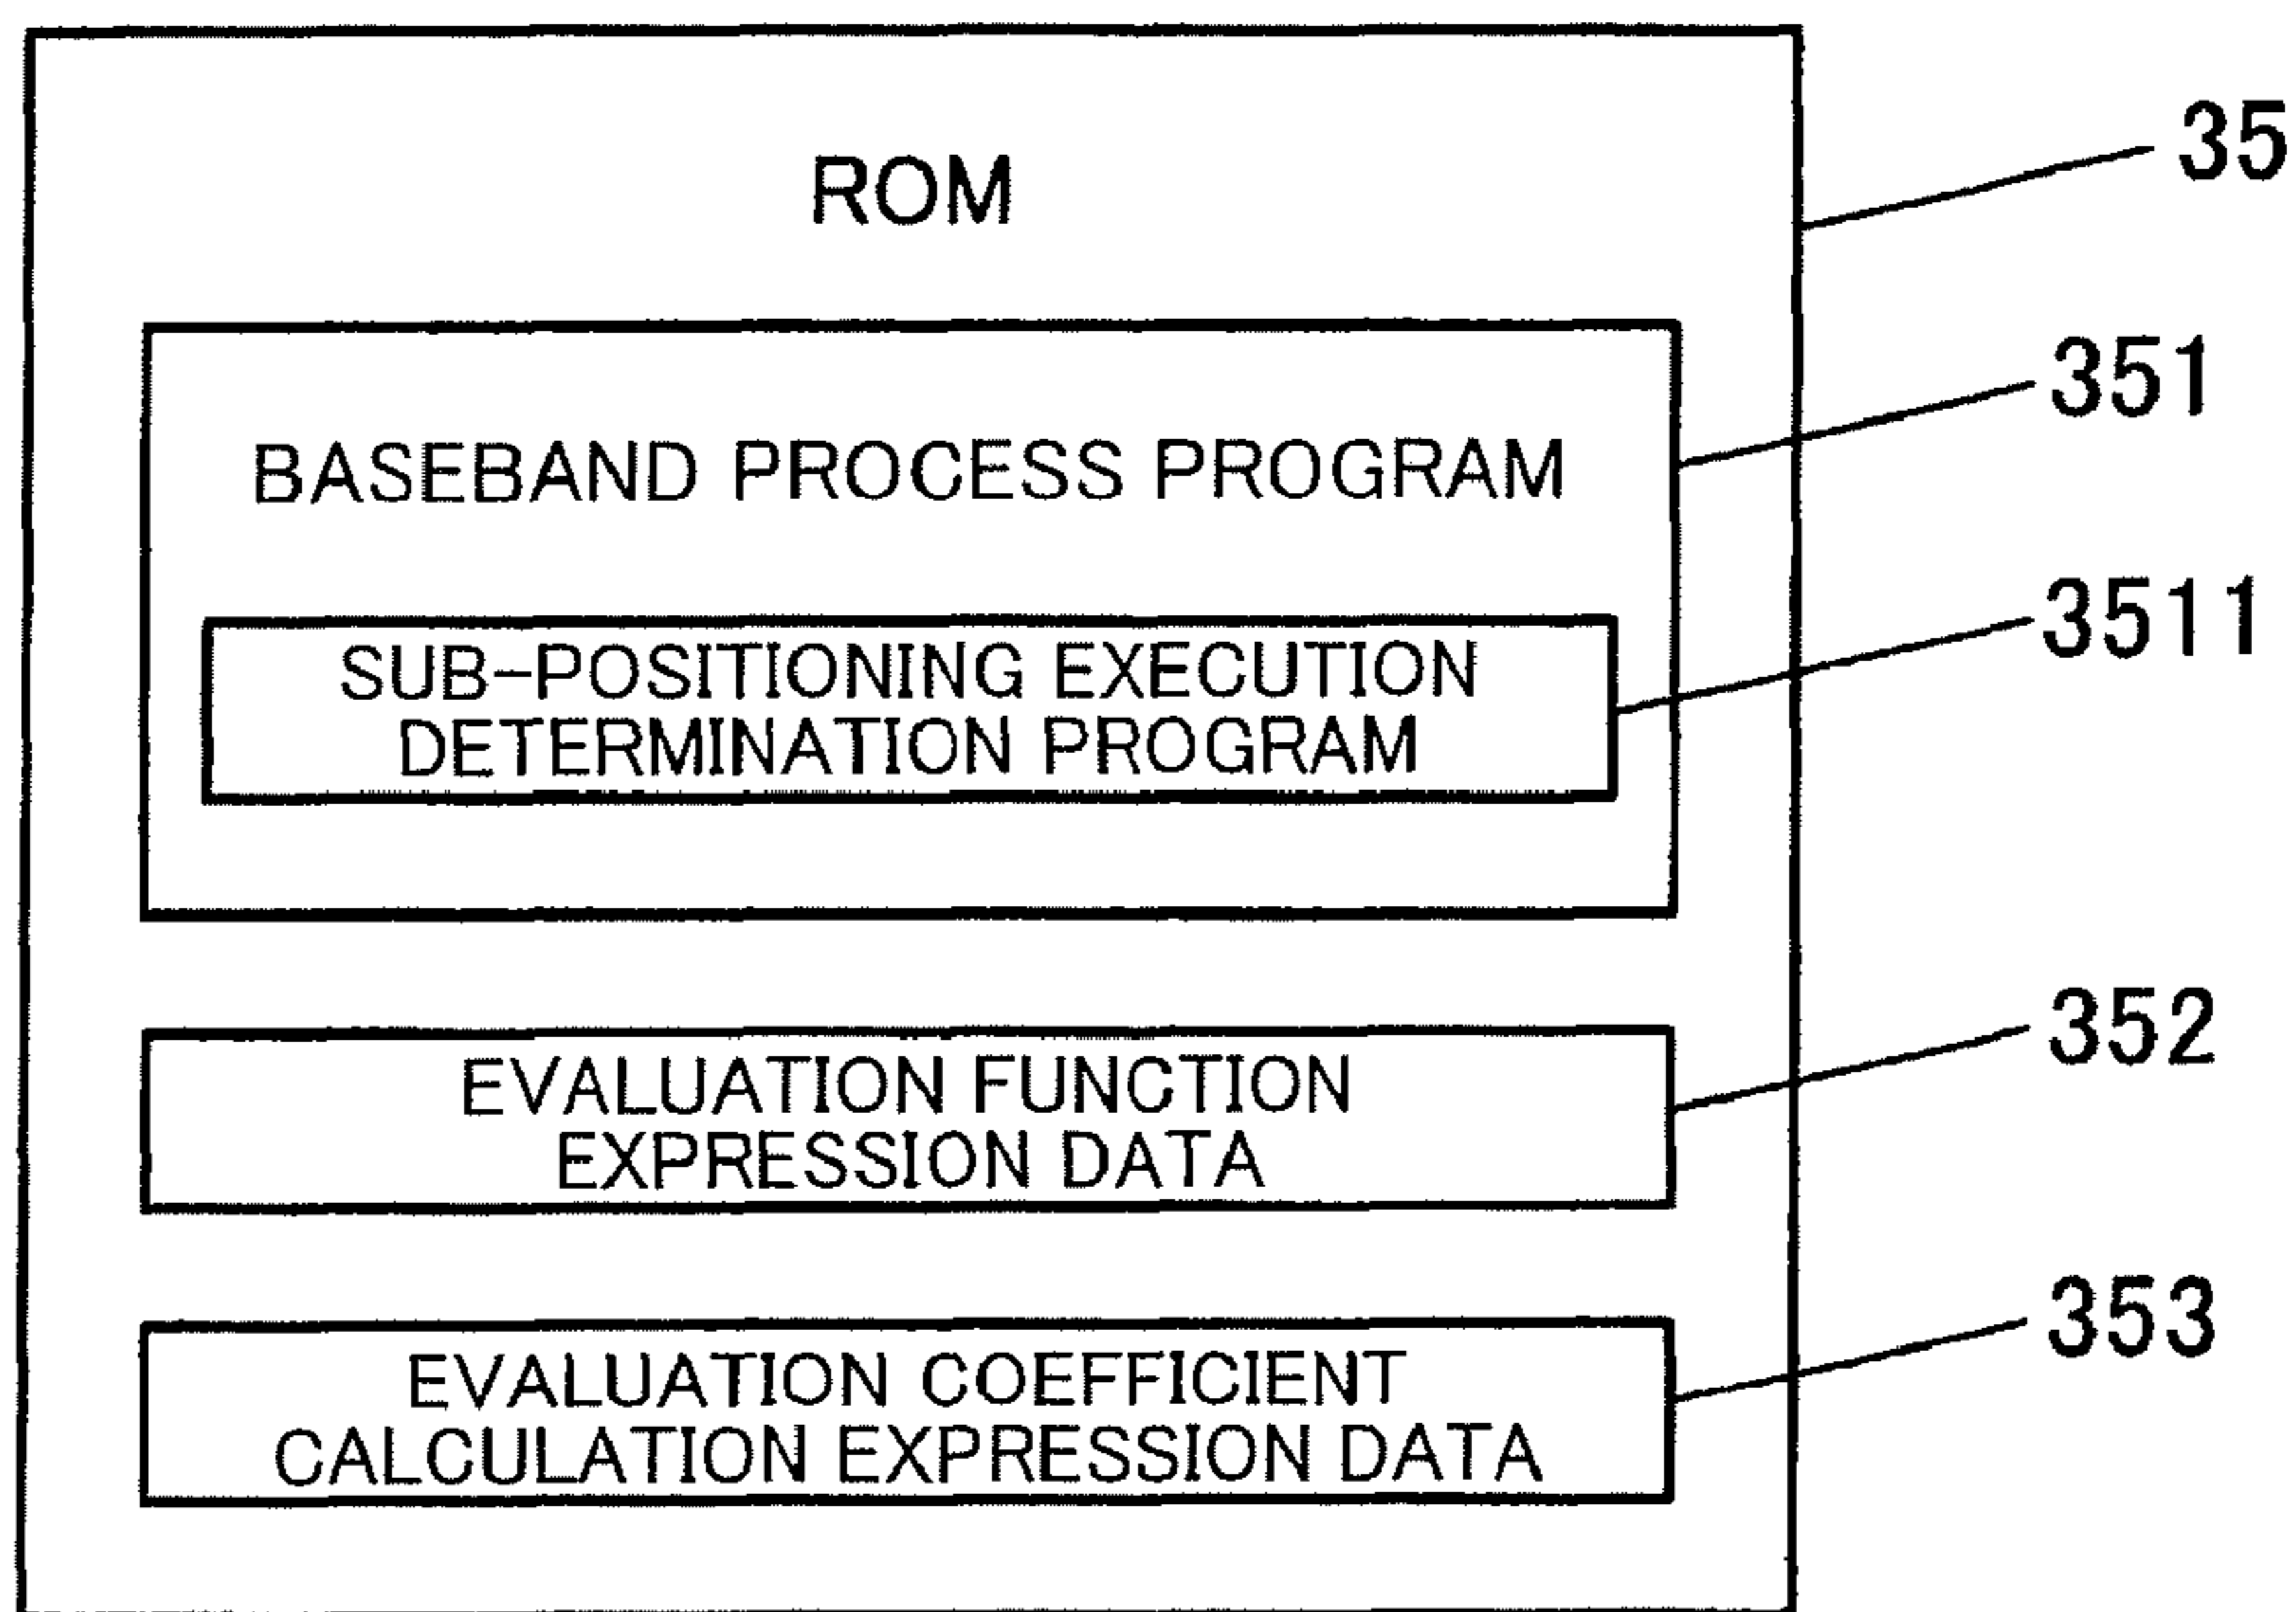 ROM
35
351
BASEBAND PROCESS PROGRAM
3511
SUB-POSITIONING EXECUTION
DETERMINATION PROGRAM
352
EVALUATION FUNCTION
EXPRESSION DATA
353
EVALUATION COEFFICIENT
CALCULATION EXPRESSION DATA